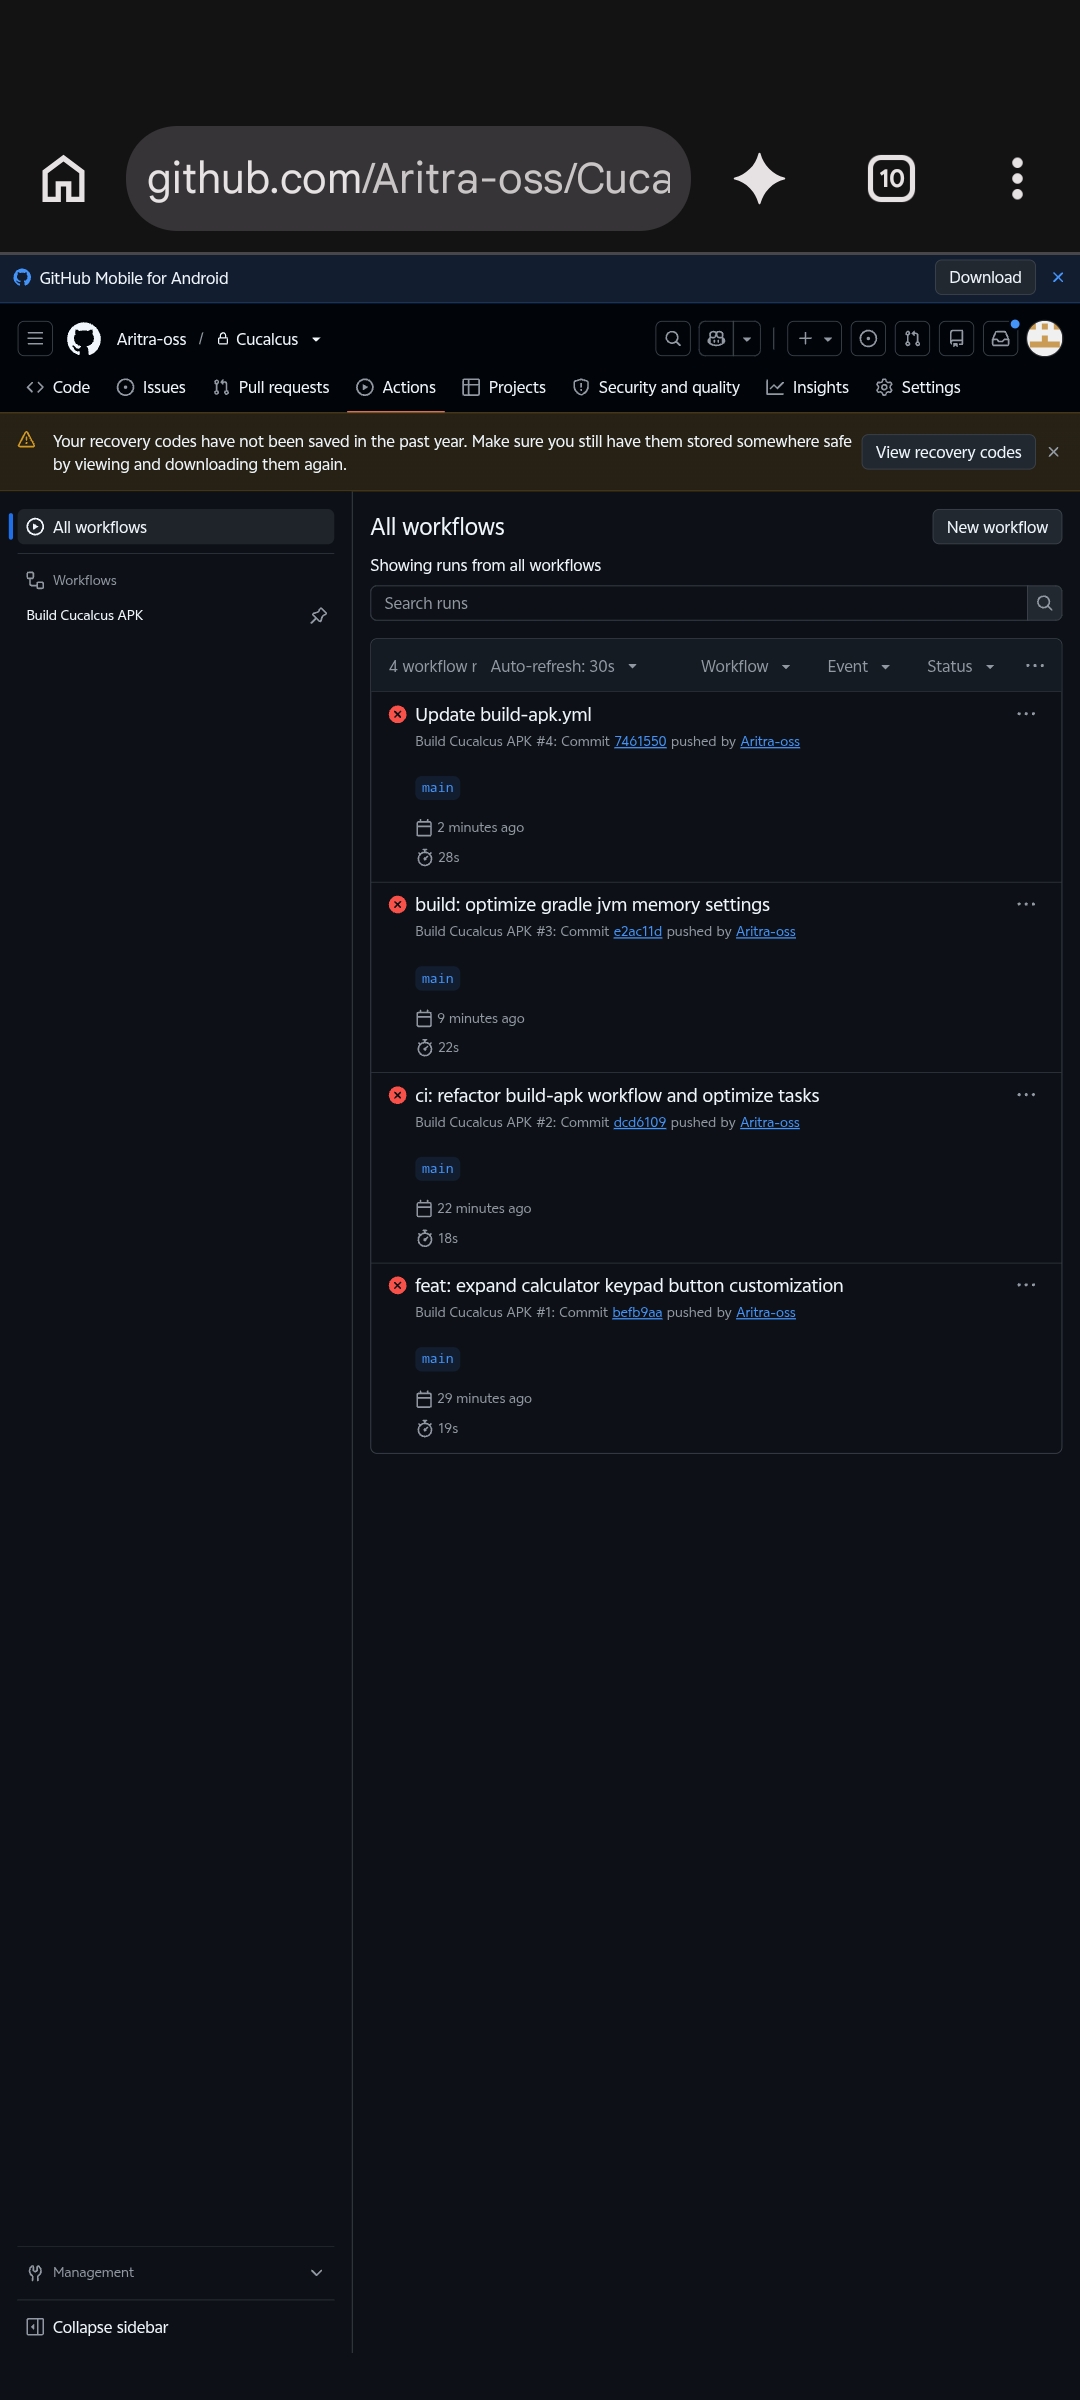 github.com/Aritra-oss/Cuca
10
GitHub Mobile for Android
Download
Aritra-oss / Cucalcus
Code Issues Pull requests Actions Projects Security and quality Insights Settings
Your recovery codes have not been saved in the past year. Make sure you still have them stored somewhere safe
by viewing and downloading them again.
View recovery codes
All workflows
Workflows
Build Cucalcus APK
All workflows
New workflow
Showing runs from all workflows
Search runs
4 workflow r Auto-refresh: 30s Workflow Event Status
Update build-apk.yml
Build Cucalcus APK #4: Commit 7461550 pushed by Aritra-oss
main
2 minutes ago
28s
build: optimize gradle jvm memory settings
Build Cucalcus APK #3: Commit e2ac11d pushed by Aritra-oss
main
9 minutes ago
22s
ci: refactor build-apk workflow and optimize tasks
Build Cucalcus APK #2: Commit dcd6109 pushed by Aritra-oss
main
22 minutes ago
18s
feat: expand calculator keypad button customization
Build Cucalcus APK #1: Commit befb9aa pushed by Aritra-oss
main
29 minutes ago
19s
Management
Collapse sidebar